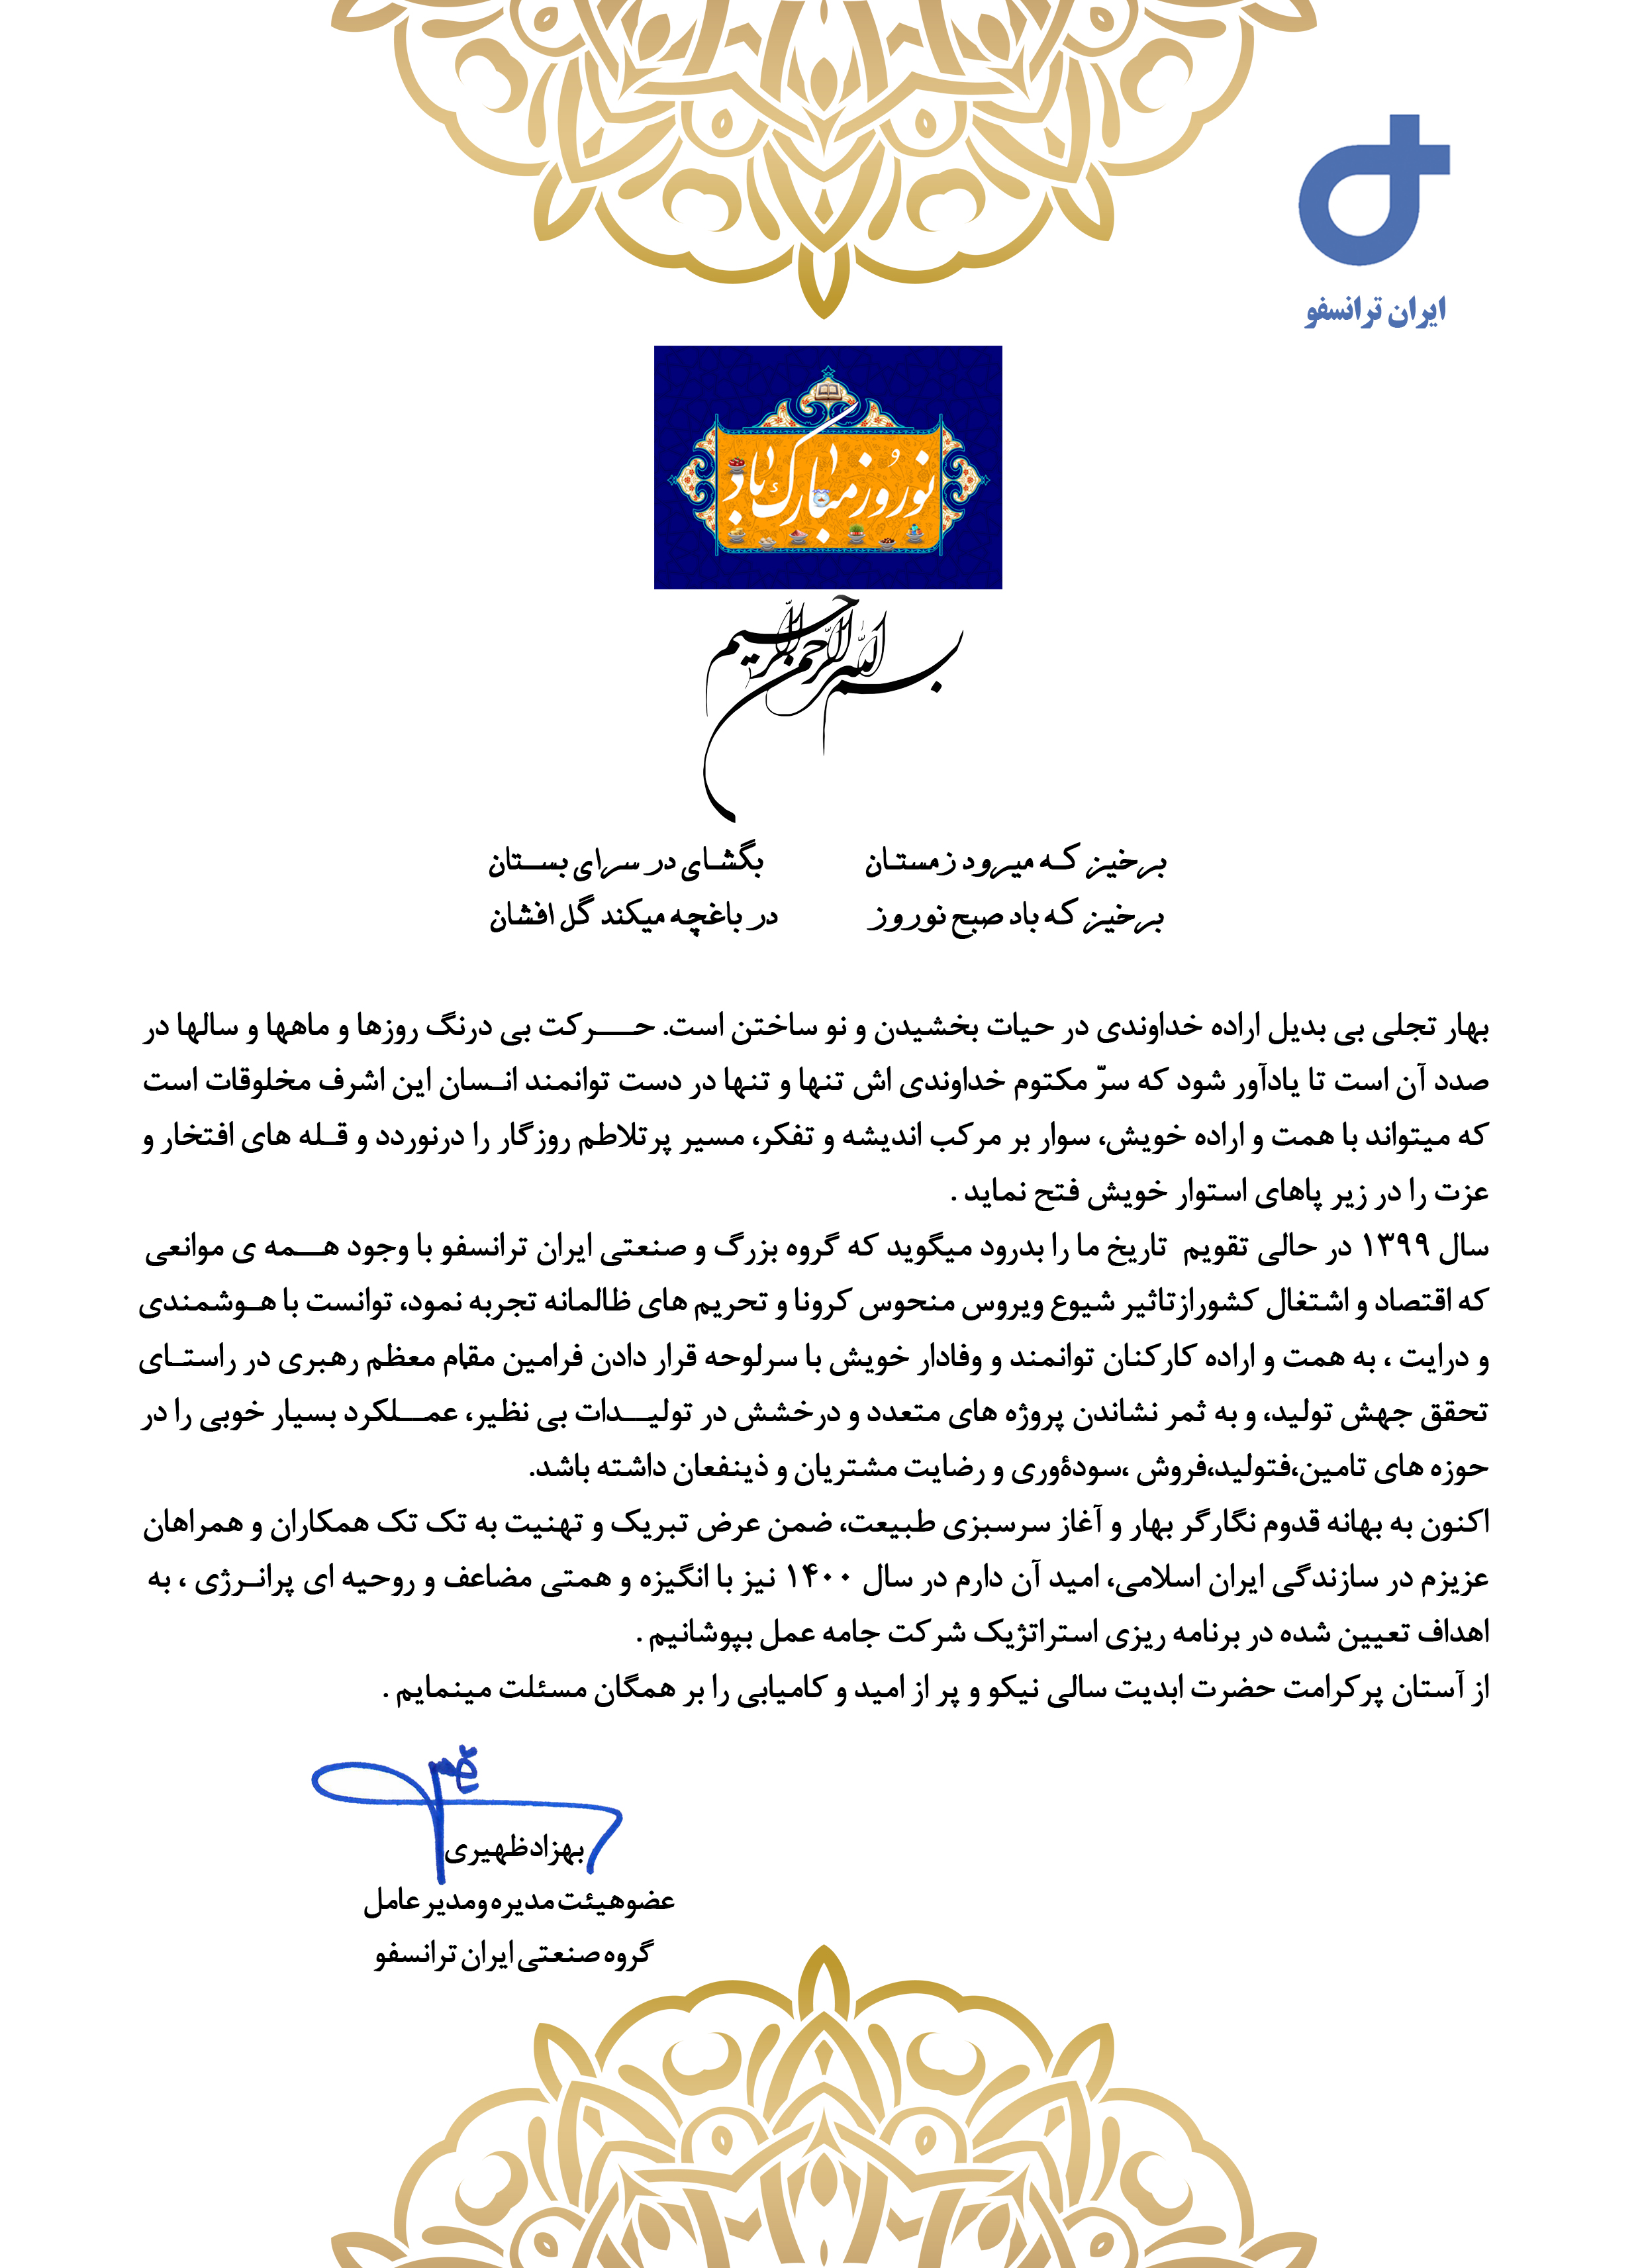 ایران ترانسفو
نوروز مبارک باد
بسم الله الرحمن الرحیم
برخیز که میرود زمستان بگشای در سرای بستان
برخیز که باد صبح نوروز در باغچه میکند گل افشان
بهار تجلی بی بدیل اراده خداوندی در حیات بخشیدن و نو ساختن است. حرکت بی درنگ روزها و ماهها و سالها در
صدد آن است تا یادآور شود که سرّ مکتوم خداوندی اش تنها و تنها در دست توانمند انسان این اشرف مخلوقات است
که میتواند با همت و اراده خویش، سوار بر مرکب اندیشه و تفکر، مسیر پرتلاطم روزگار را درنوردد و قله های افتخار و
عزت را در زیر پاهای استوار خویش فتح نماید .
سال ۱۳۹۹ در حالی تقویم تاریخ ما را بدرود میگوید که گروه بزرگ و صنعتی ایران ترانسفو با وجود همه ی موانعی
که اقتصاد و اشتغال کشورازتاثیر شیوع ویروس منحوس کرونا و تحریم های ظالمانه تجربه نمود، توانست با هوشمندی
و درایت ، به همت و اراده کارکنان توانمند و وفادار خویش با سرلوحه قرار دادن فرامین مقام معظم رهبری در راستای
تحقق جهش تولید، و به ثمر نشاندن پروژه های متعدد و درخشش در تولیدات بی نظیر، عملکرد بسیار خوبی را در
حوزه های تامین،فتولید،فروش ،سودۀوری و رضایت مشتریان و ذینفعان داشته باشد.
اکنون به بهانه قدوم نگارگر بهار و آغاز سرسبزی طبیعت، ضمن عرض تبریک و تهنیت به تک تک همکاران و همراهان
عزیزم در سازندگی ایران اسلامی، امید آن دارم در سال ۱۴۰۰ نیز با انگیزه و همتی مضاعف و روحیه ای پرانرژی ، به
اهداف تعیین شده در برنامه ریزی استراتژیک شرکت جامه عمل بپوشانیم .
از آستان پرکرامت حضرت ابدیت سالی نیکو و پر از امید و کامیابی را بر همگان مسئلت مینمایم .
بهزادظهیری
عضوهیئت مدیره ومدیر عامل
گروه صنعتی ایران ترانسفو